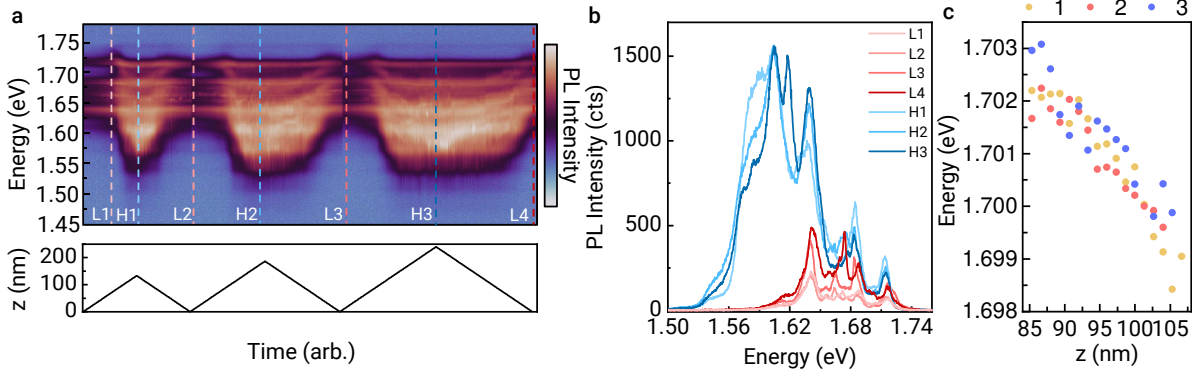 a
1.75
1.70
1.65
1.60
1.55
1.50
1.45
Energy (eV)
L1
H1
L2
H2
L3
H3
L4
PL Intensity
200
100
0
z (nm)
Time (arb.)
b
1500
1000
500
0
PL Intensity (cts)
L1
L2
L3
L4
H1
H2
H3
1.50
1.56
1.62
1.68
1.74
Energy (eV)
c
1
2
3
1.703
1.702
1.701
1.700
1.699
1.698
Energy (eV)
85
90
95
100
105
z (nm)